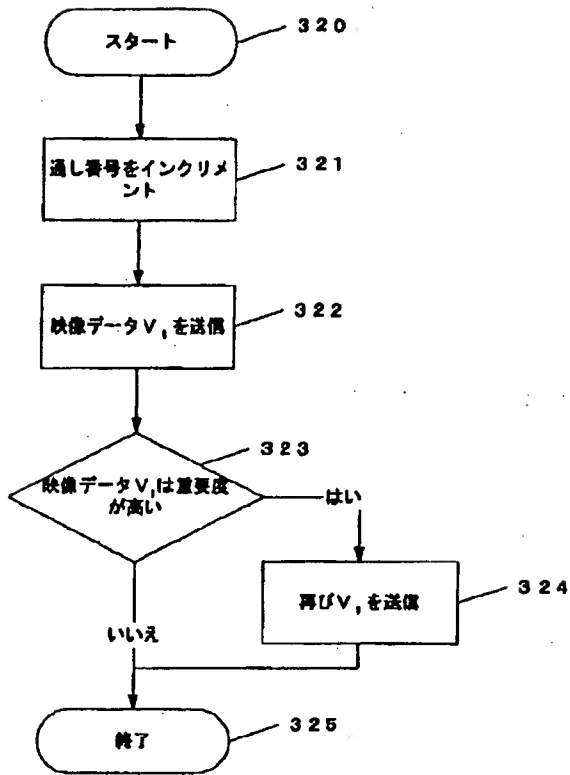 スタート
320
通し番号をインクリメ
ント
321
映像データV₁を送信
322
323
映像データV₁は重要度
が高い
はい
再びV₁を送信
324
いいえ
終了
325